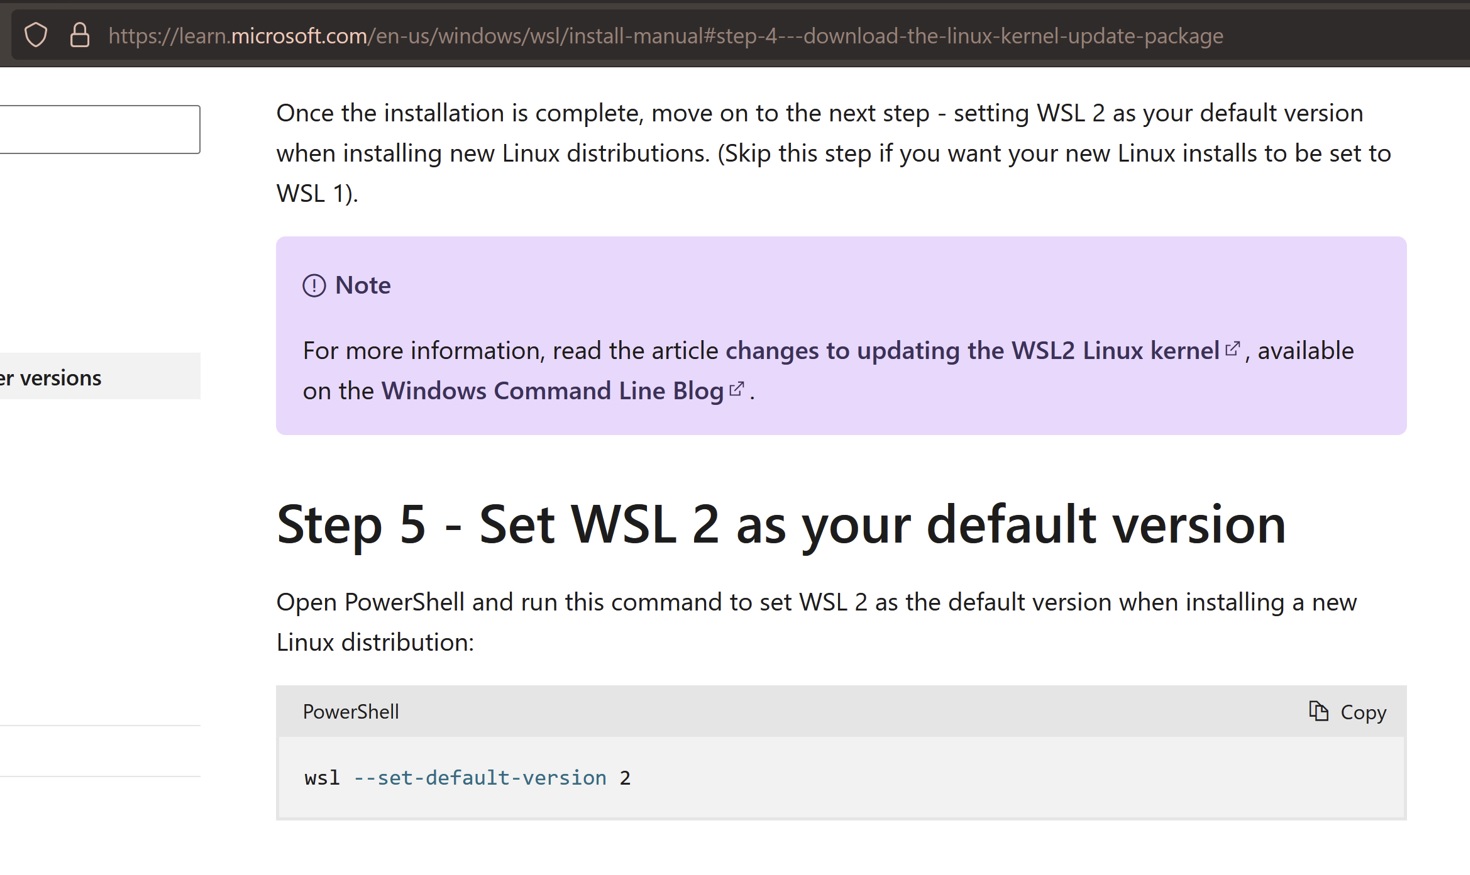 https://learn.microsoft.com/en-us/windows/wsl/install-manual#step-4---download-the-linux-kernel-update-package
er versions
Once the installation is complete, move on to the next step - setting WSL 2 as your default version
when installing new Linux distributions. (Skip this step if you want your new Linux installs to be set to
WSL 1).
Note
For more information, read the article changes to updating the WSL2 Linux kernel, available
on the Windows Command Line Blog.
Step 5 - Set WSL 2 as your default version
Open PowerShell and run this command to set WSL 2 as the default version when installing a new
Linux distribution:
PowerShell
Copy
wsl --set-default-version 2